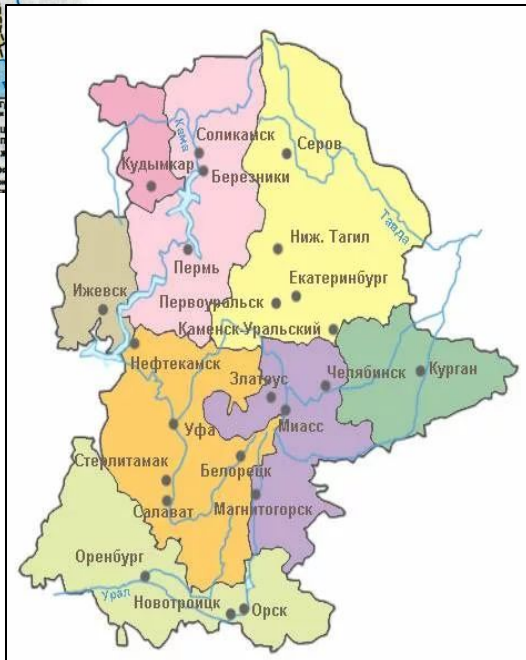 Кама
Соликамск
Серов
Кудымкар
Березники
Тавда
Ниж. Тагил
Пермь
Екатеринбург
Ижевск
Первоуральск
Каменск-Уральский
Нефтекамск
Златоус
Челябинск
Курган
Миасс
Уфа
Стерлитамак
Белорецк
Салават
Магнитогорск
Оренбург
Урал
Новотроицк
Орск